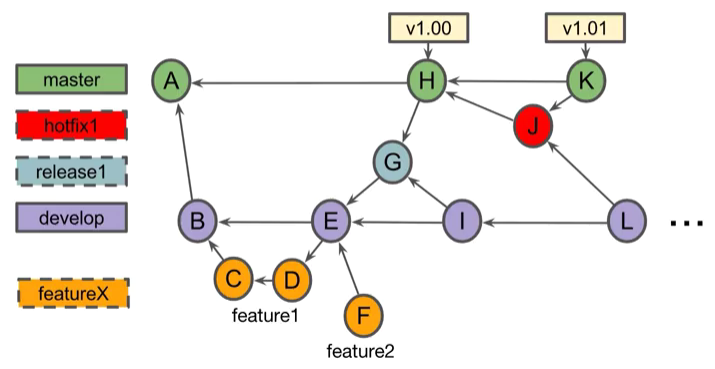 v1.00 v1.01
master A H K
hotfix1 J
release1 G
develop B E I L ...
C D
featureX F
feature1
feature2